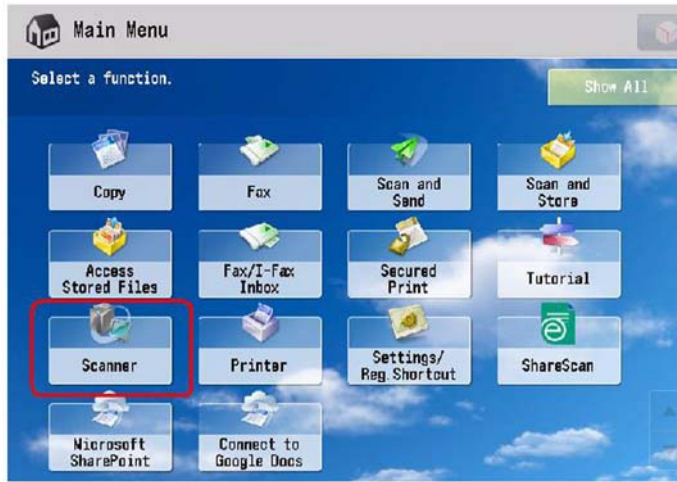 Main Menu
Select a function.
Show All
Copy
Fax
Scan and
Send
Scan and
Store
Access
Stored Files
Fax/I-Fax
Inbox
Secured
Print
Tutorial
Scanner
Printer
Settings/
Reg.Shortcut
ShareScan
Microsoft
SharePoint
Connect to
Google Docs